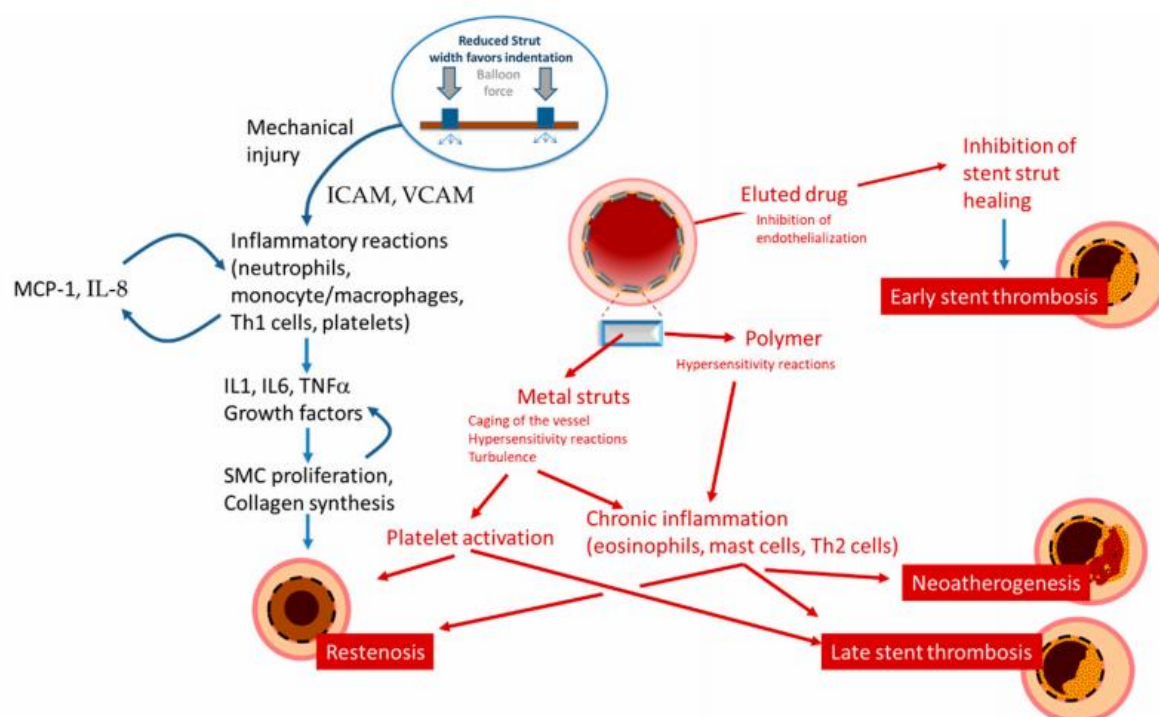 Reduced Strut
width favors indentation
Balloon
force
Mechanical
injury
ICAM, VCAM
Inflammatory reactions
(neutrophils,
monocyte/macrophages,
Th1 cells, platelets)
MCP-1, IL-8
IL1, IL6, TNFα
Growth factors
SMC proliferation,
Collagen synthesis
Restenosis
Eluted drug
Inhibition of
endothelialization
Inhibition of
stent strut
healing
Early stent thrombosis
Polymer
Hypersensitivity reactions
Metal struts
Caging of the vessel
Hypersensitivity reactions
Turbulence
Platelet activation
Chronic inflammation
(eosinophils, mast cells, Th2 cells)
Neoatherogenesis
Late stent thrombosis